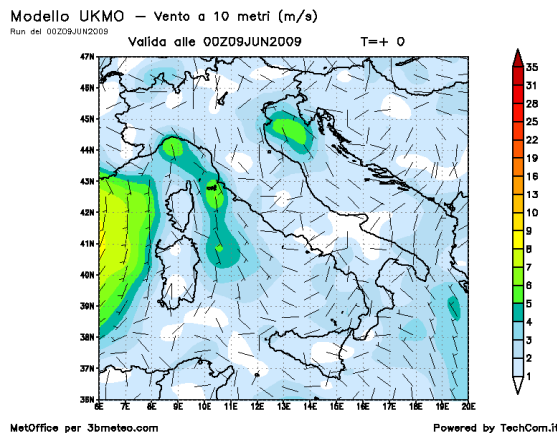 Modello UKMO – Vento a 10 metri (m/s)
Run del 00Z09JUN2009
Valida alle 00Z09JUN2009 T=+ 0
47N
46N
45N
44N
43N
42N
41N
40N
39N
38N
37N
36N
35N
6E 7E 8E 9E 10E 11E 12E 13E 14E 15E 16E 17E 18E 19E 20E
35
31
28
25
22
19
16
13
10
9
8
7
6
5
4
3
2
1
MetOffice per 3bmeteo.com Powered by TechCom.it